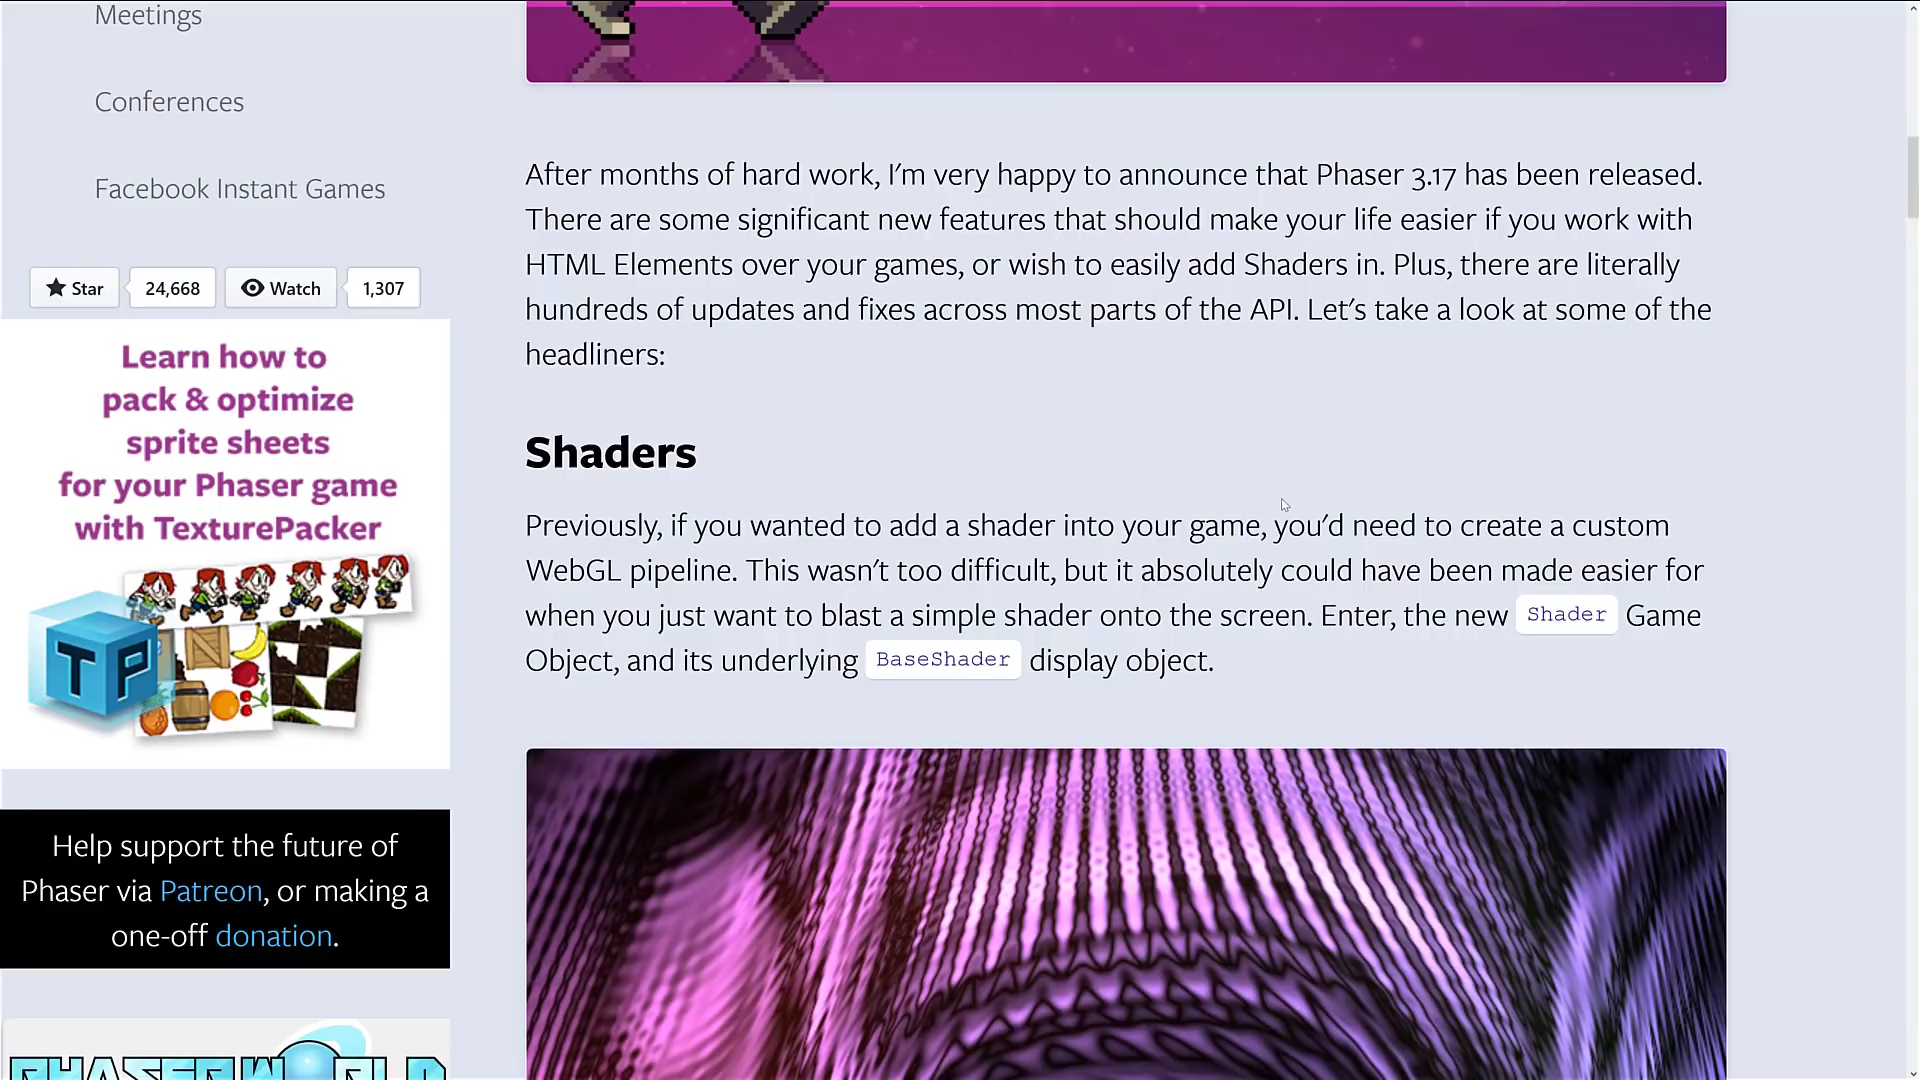 Meetings
Conferences
Facebook Instant Games
Star
24,668
Watch
1,307
Learn how to
pack & optimize
sprite sheets
for your Phaser game
with TexturePacker
TP
Help support the future of
Phaser via Patreon, or making a
one-off donation.
PHASER WORLD
After months of hard work, I'm very happy to announce that Phaser 3.17 has been released.
There are some significant new features that should make your life easier if you work with
HTML Elements over your games, or wish to easily add Shaders in. Plus, there are literally
hundreds of updates and fixes across most parts of the API. Let's take a look at some of the
headliners:
Shaders
Previously, if you wanted to add a shader into your game, you'd need to create a custom
WebGL pipeline. This wasn't too difficult, but it absolutely could have been made easier for
when you just want to blast a simple shader onto the screen. Enter, the new Shader Game
Object, and its underlying BaseShader display object.